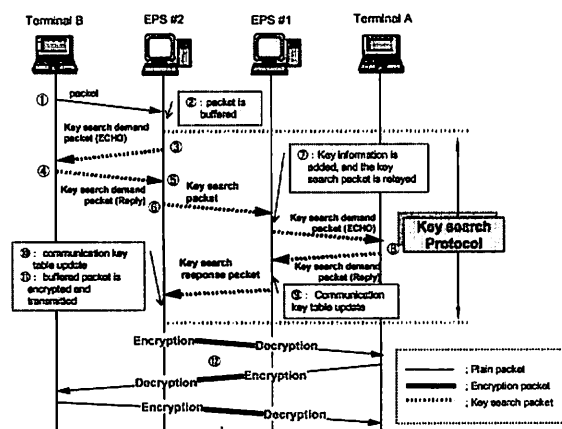 Terminal B
EPS #2
EPS #1
Terminal A
①
packet
② : packet is
buffered
Key search demand
packet (ECHO)
③
④
Key search demand
packet (Reply)
⑤
⑥
Key search
packet
⑦ : Key information is
added, and the key
search packet is relayed
Key search demand
packet (ECHO)
⑧
Key search
Protocol
Key search demand
packet (Reply)
Key search
response packet
⑨ : Communication
key table update
⑩ : communication key
table update
⑪ : buffered packet is
encrypted and
transmitted
Encryption
Decryption
⑫
Encryption
Decryption
Encryption
Decryption
; Plain packet
; Encryption packet
; Key search packet